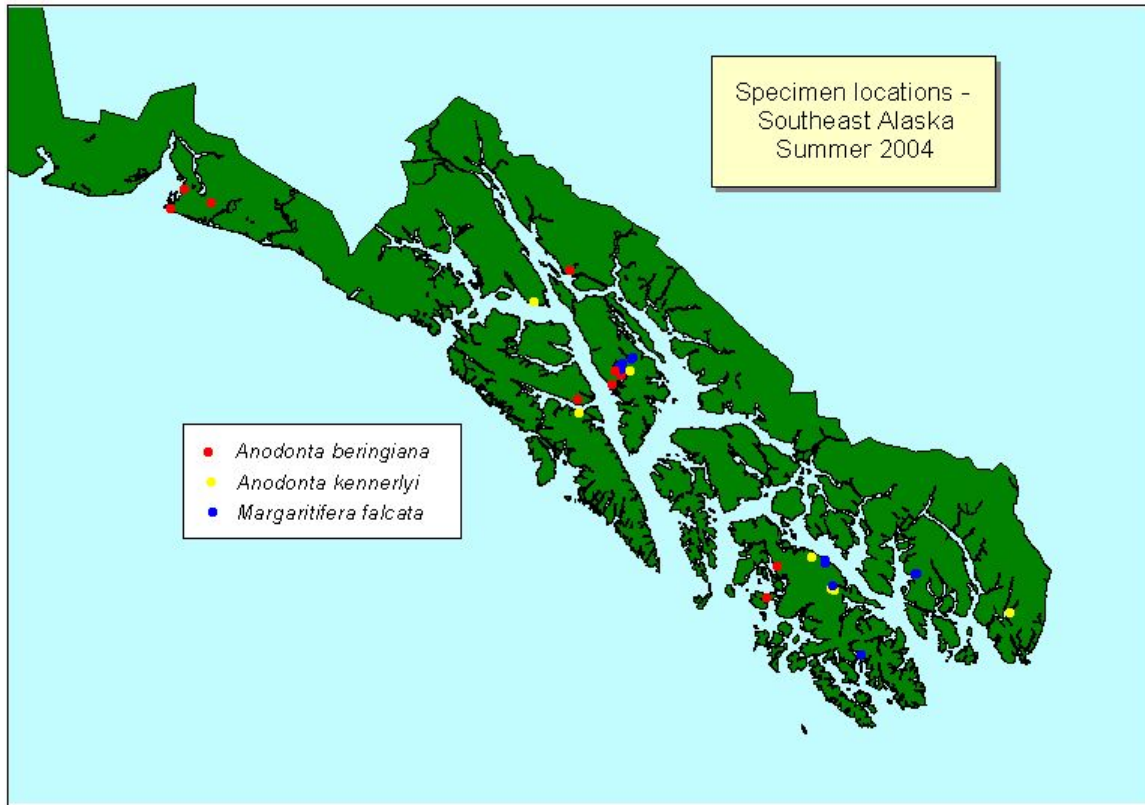 Specimen locations -
Southeast Alaska
Summer 2004
Anodonta beringiana
Anodonta kennerlyi
Margaritifera falcata